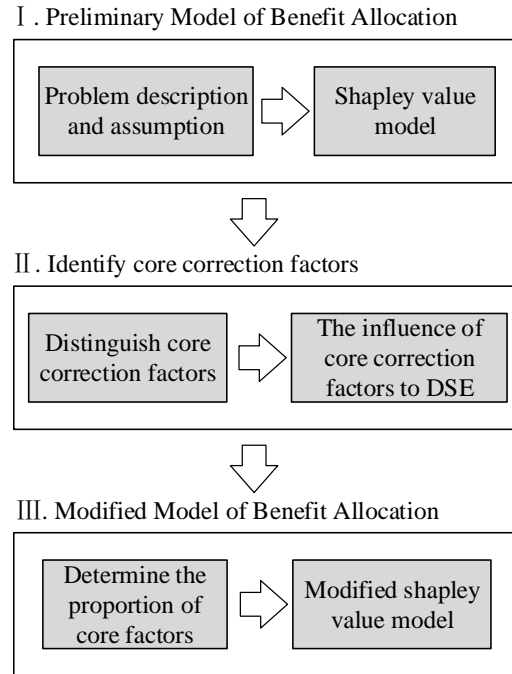 Ⅰ. Preliminary Model of Benefit Allocation
Problem description
and assumption
Shapley value
model
Ⅱ. Identify core correction factors
Distinguish core
correction factors
The influence of
core correction
factors to DSE
Ⅲ. Modified Model of Benefit Allocation
Determine the
proportion of
core factors
Modified shapley
value model